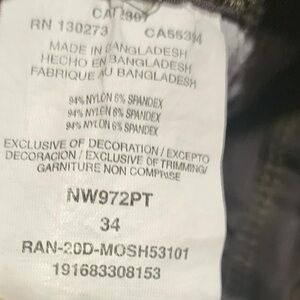 RN 130273
MADE IN BANGLADESH
HECHO EN BANGLADESH
FABRIQUE AU BANGLADESH
94% NYLON 6% SPANDEX
94% NYLEN 6% SPANDEX
94% NYLON 6% SPANDEX
EXCLUSIVE OF DECORATION / EXCEPTO
DECORACION / EXCLUSIVE OF TRIMMING/
GARNITURE NON COMPRISE
NW972PT
34
RAN-20D-MOSH53101
191683308153